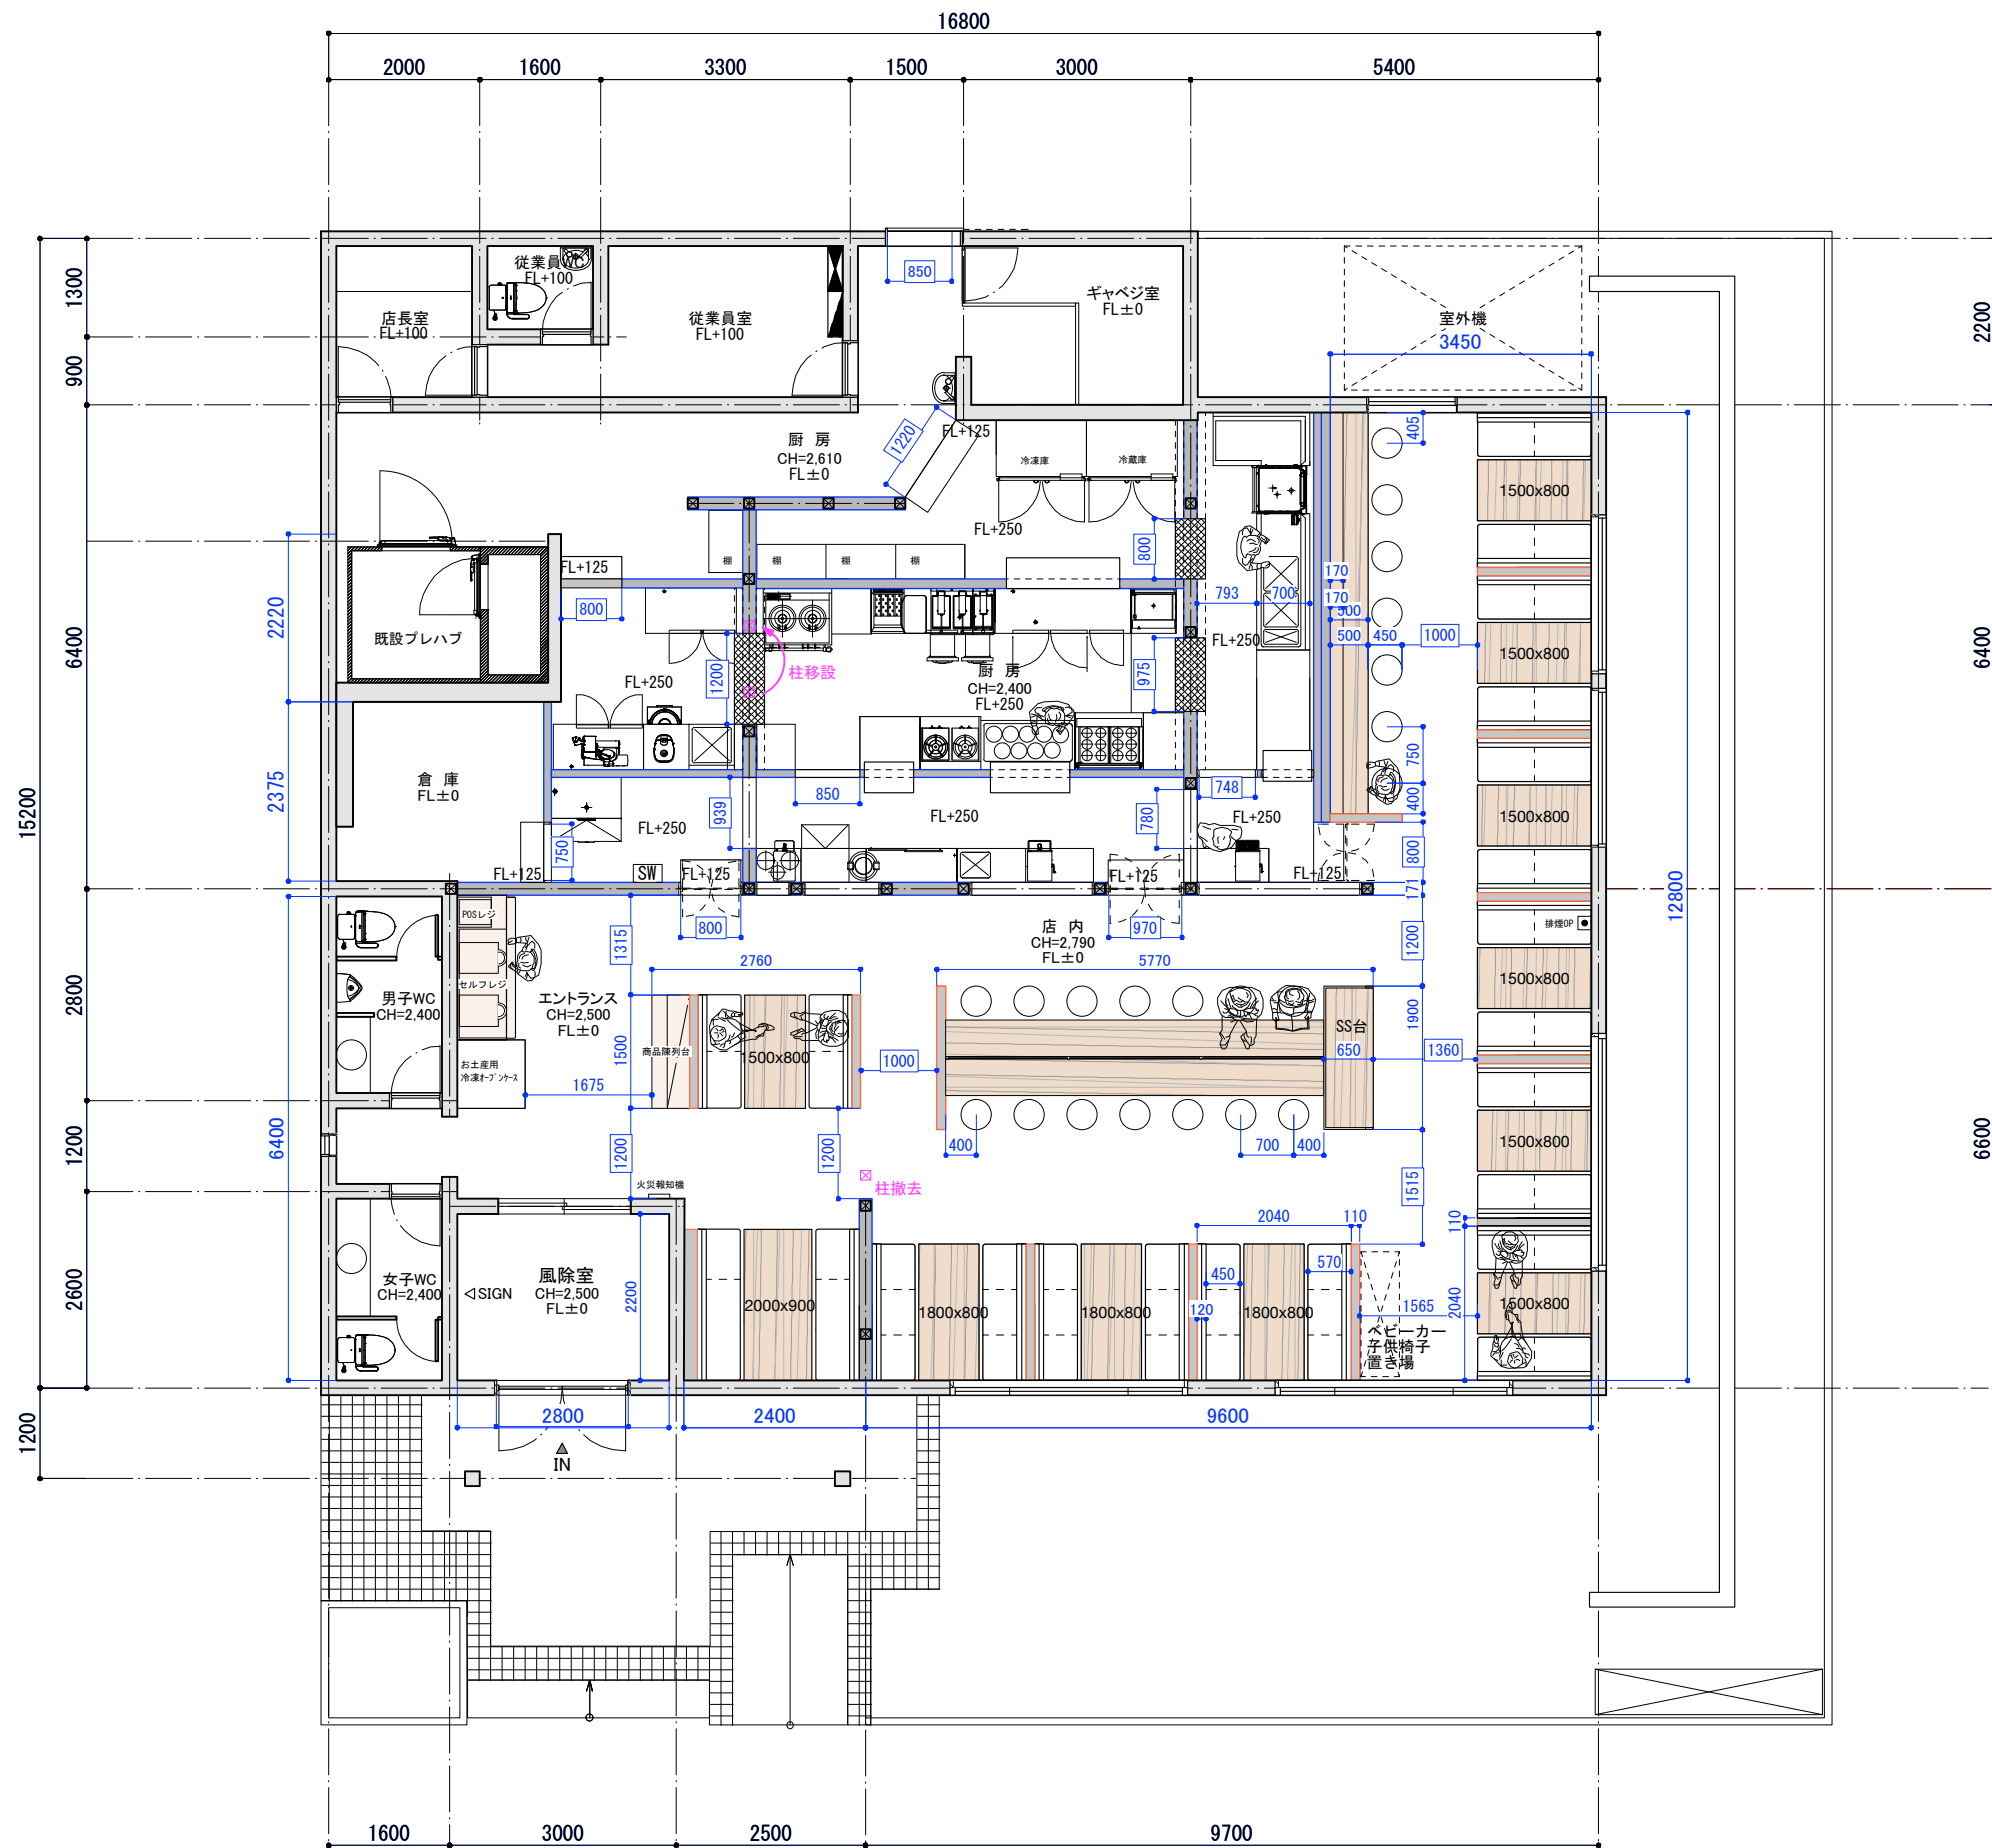 16800
2000
1600
3300
1500
3000
5400
1300
900
6400
15200
2800
1200
2600
1200
2200
6400
6600
12800
2220
2375
6400
従業員WC
FL+100
店長室
FL+100
従業員室
FL+100
850
ギャベジ室
FL±0
室外機
3450
405
厨 房
CH=2,610
FL±0
1220
FL+125
冷凍庫
冷蔵庫
FL+250
1500x800
棚
棚
棚
棚
800
FL+125
800
170
170
500
793
700
500
450
1000
既設プレハブ
FL+250
1200
柱移設
厨 房
CH=2,400
FL+250
975
FL+250
1500x800
倉 庫
FL±0
750
400
1500x800
850
939
748
780
FL+250
FL+250
FL+250
750
FL+125
SW
FL+125
FL+125
FL+125
800
171
POSレジ
800
店 内
CH=2,790
FL±0
970
1315
1200
排煙OP
セルフレジ
エントランス
CH=2,500
FL±0
2760
5770
1500x800
男子WC
CH=2,400
1500
商品陳列台
1500x800
SS台
650
1900
1360
1000
お土産用
冷凍オープンケース
1675
400
700
400
1500x800
1200
1200
柱撤去
1515
火災報知機
2040
110
110
女子WC
CH=2,400
SIGN
風除室
CH=2,500
FL±0
2200
2000x900
1800x800
1800x800
1800x800
450
570
120
1565
2040
1500x800
ベビーカー
子供椅子
置き場
2800
2400
9600
IN
1600
3000
2500
9700